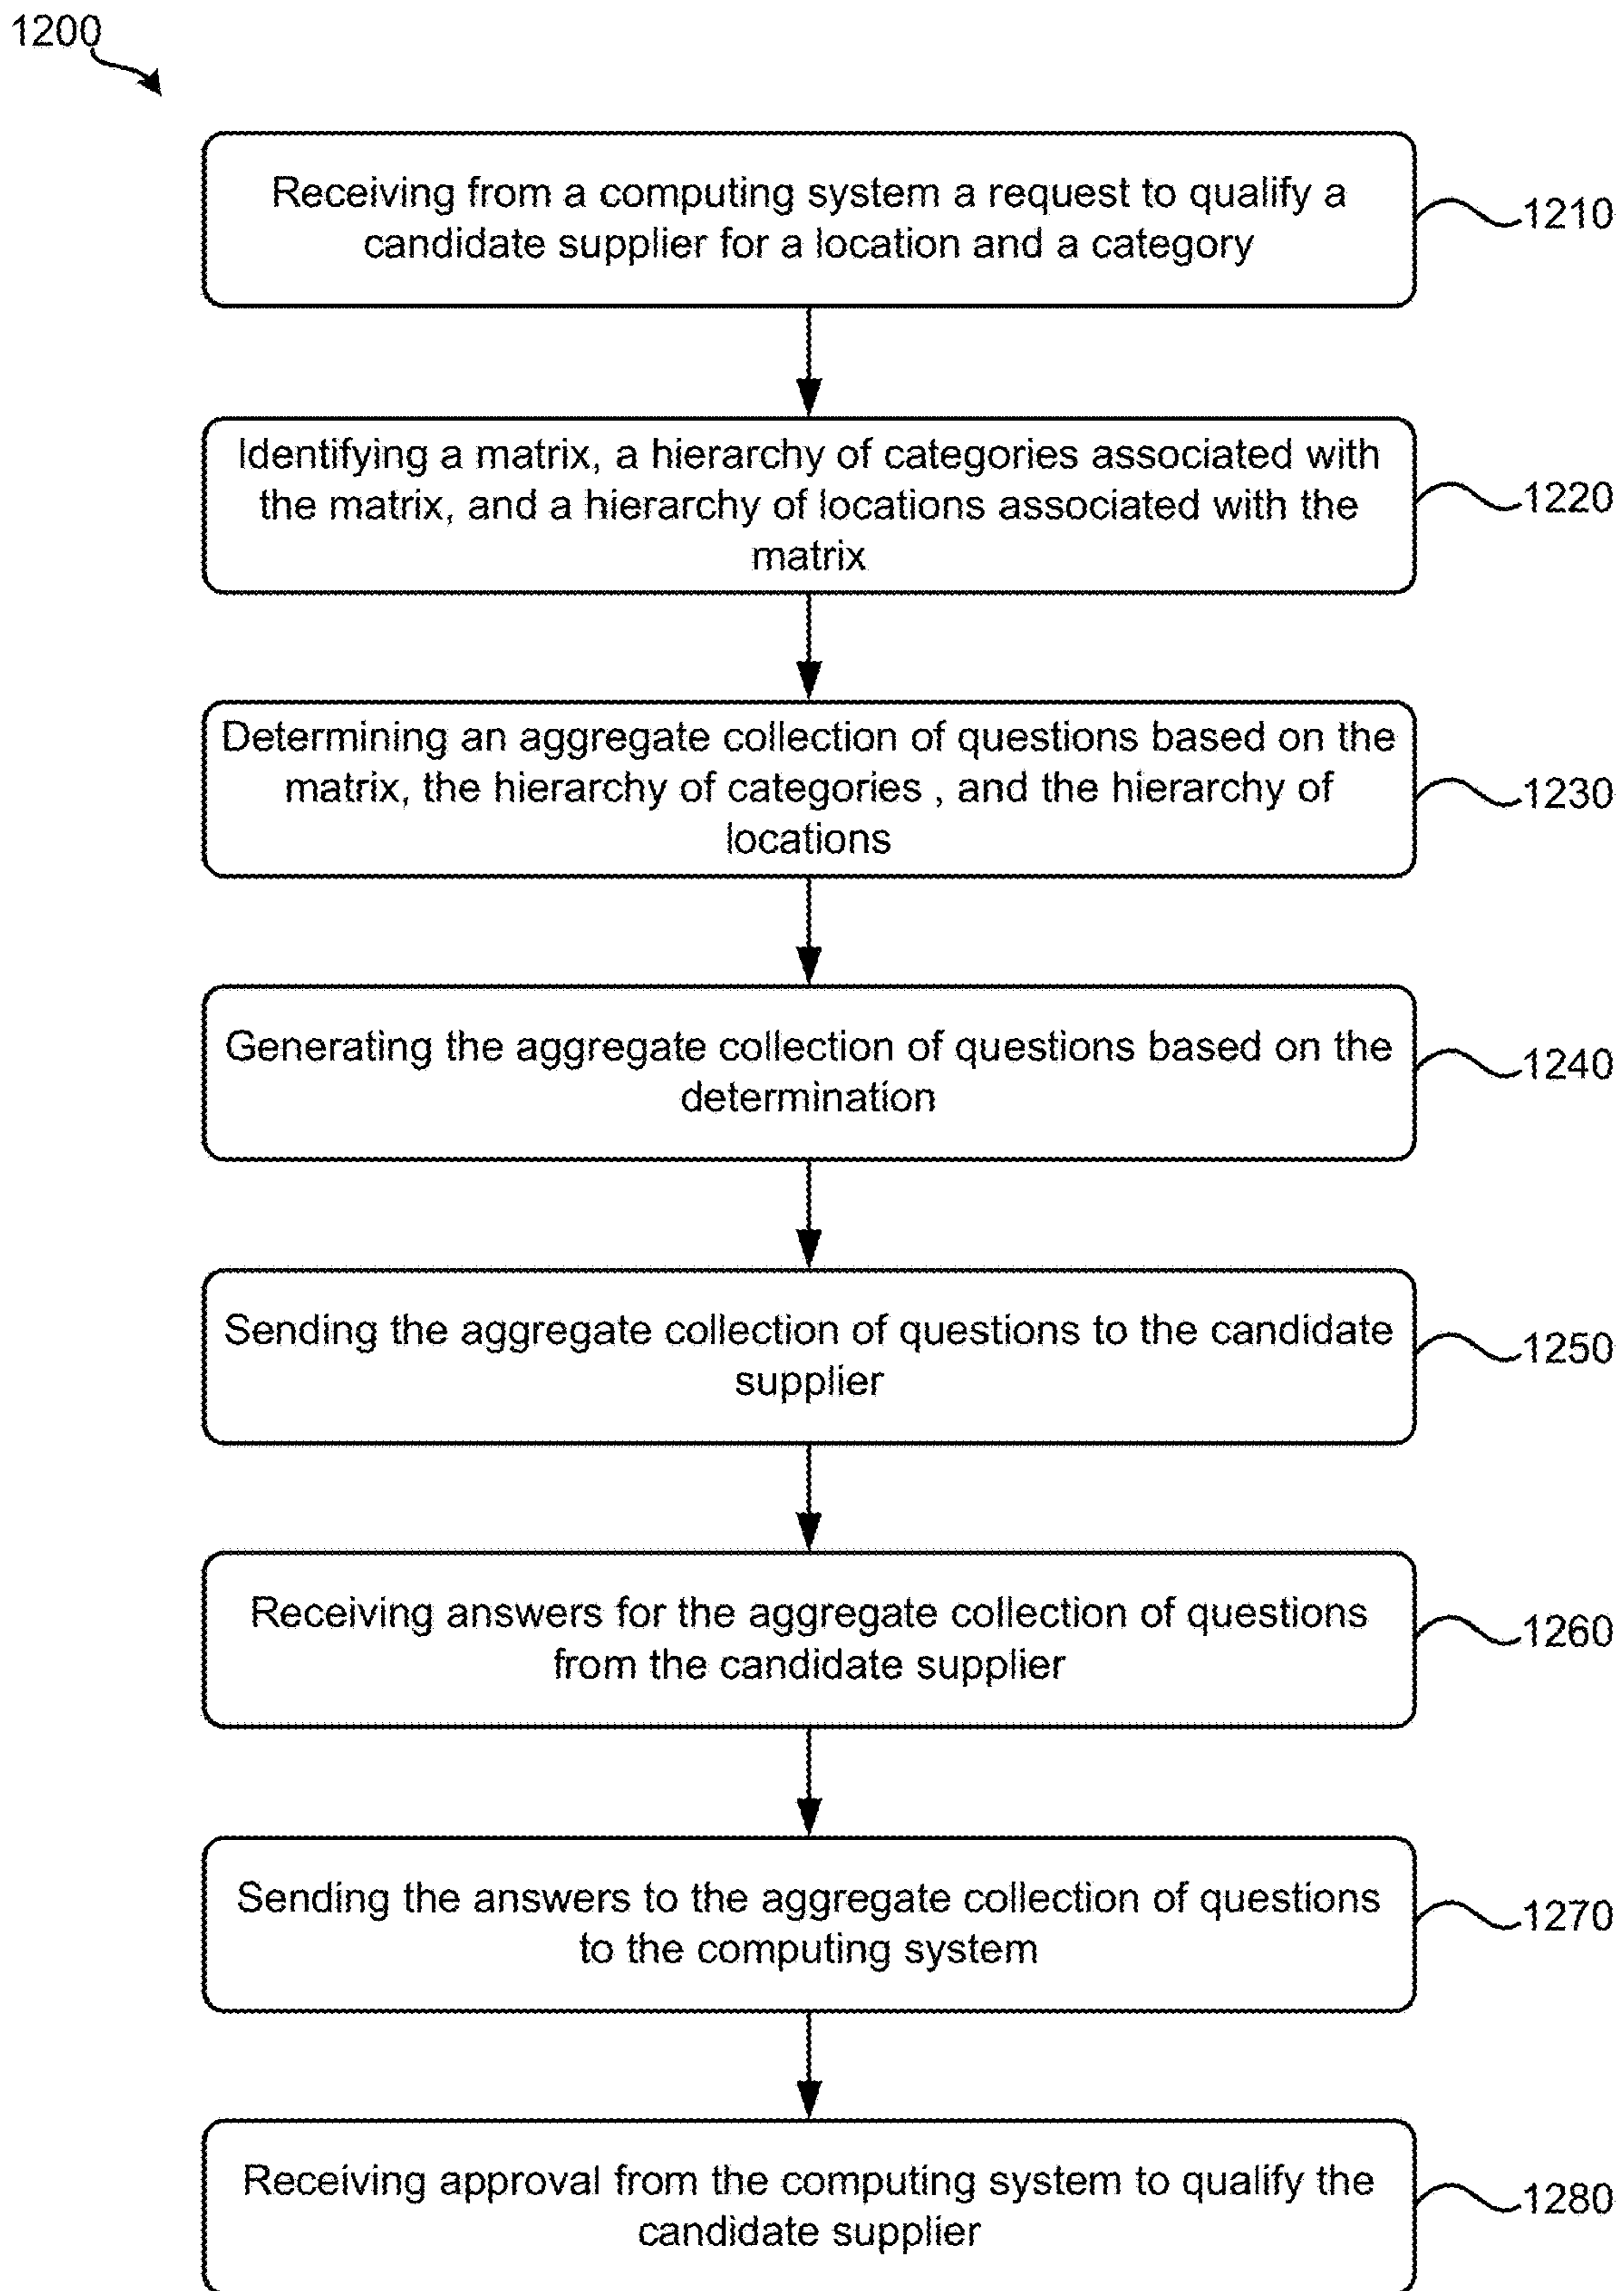 1200
Receiving from a computing system a request to qualify a
candidate supplier for a location and a category
1210
Identifying a matrix, a hierarchy of categories associated with
the matrix, and a hierarchy of locations associated with the
matrix
1220
Determining an aggregate collection of questions based on the
matrix, the hierarchy of categories , and the hierarchy of
locations
1230
Generating the aggregate collection of questions based on the
determination
1240
Sending the aggregate collection of questions to the candidate
supplier
1250
Receiving answers for the aggregate collection of questions
from the candidate supplier
1260
Sending the answers to the aggregate collection of questions
to the computing system
1270
Receiving approval from the computing system to qualify the
candidate supplier
1280